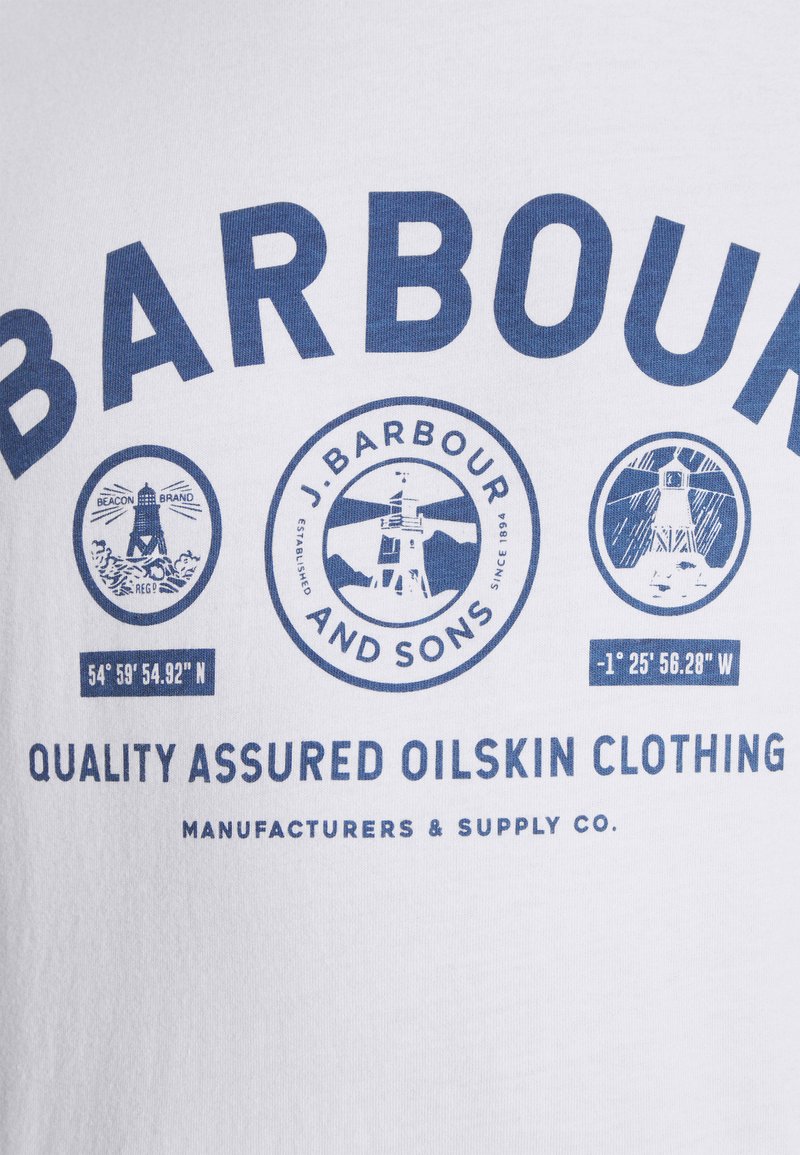 BARBOUR
BEACON BRAND
REGD
J. BARBOUR
ESTABLISHED
SINCE 1894
AND SONS
54° 59' 54.92" N
-1° 25' 56.28" W
QUALITY ASSURED OILSKIN CLOTHING
MANUFACTURERS & SUPPLY CO.